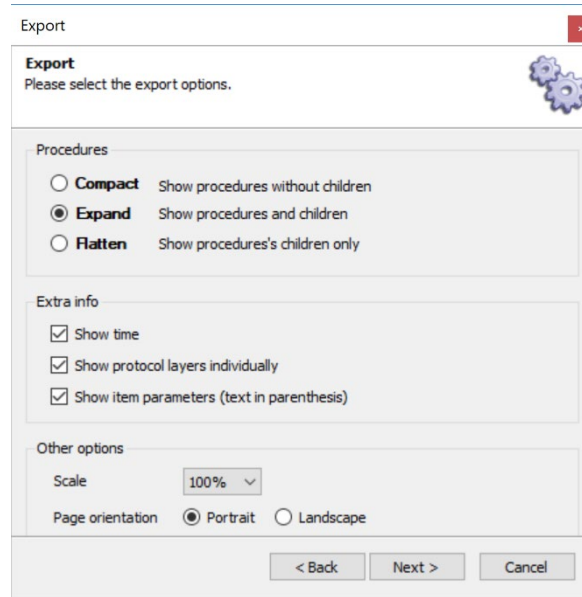 Export
Export
Please select the export options.
Procedures
Compact Show procedures without children
Expand Show procedures and children
Flatten Show procedures's children only
Extra info
Show time
Show protocol layers individually
Show item parameters (text in parenthesis)
Other options
Scale 100%
Page orientation Portrait Landscape
< Back Next > Cancel